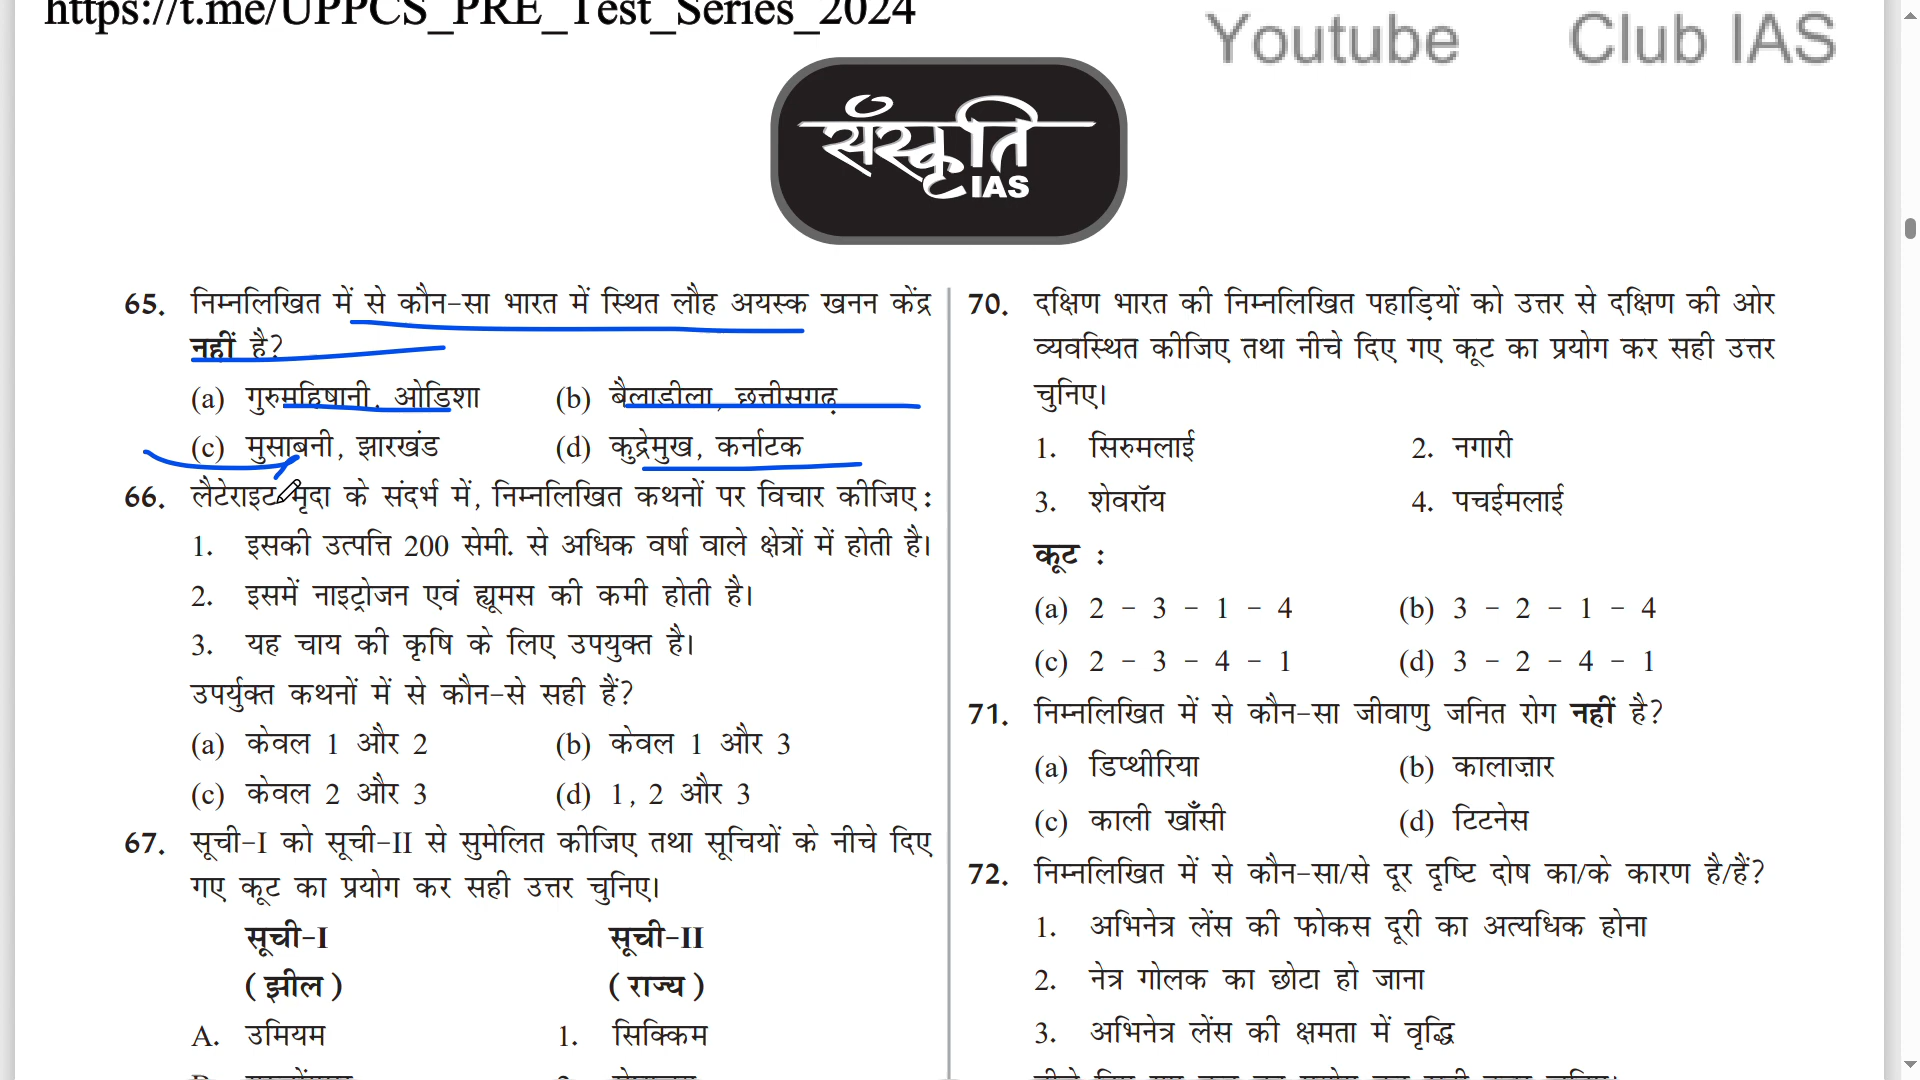 https://t.me/UPPCS_PRE_Test_Series_2024
Youtube Club IAS
संस्कृति
IAS
65. निम्नलिखित में से कौन-सा भारत में स्थित लौह अयस्क खनन केंद्र
नहीं है?
(a) गुरुमहिषानी, ओडिशा (b) बैलाडीला, छत्तीसगढ़
(c) मुसाबनी, झारखंड (d) कुद्रेमुख, कर्नाटक
66. लैटेराइट मृदा के संदर्भ में, निम्नलिखित कथनों पर विचार कीजिए:
1. इसकी उत्पत्ति 200 सेमी. से अधिक वर्षा वाले क्षेत्रों में होती है।
2. इसमें नाइट्रोजन एवं ह्यूमस की कमी होती है।
3. यह चाय की कृषि के लिए उपयुक्त है।
उपर्युक्त कथनों में से कौन-से सही हैं?
(a) केवल 1 और 2 (b) केवल 1 और 3
(c) केवल 2 और 3 (d) 1, 2 और 3
67. सूची-I को सूची-II से सुमेलित कीजिए तथा सूचियों के नीचे दिए
गए कूट का प्रयोग कर सही उत्तर चुनिए।
सूची-I सूची-II
(झील) (राज्य)
A. उमियम 1. सिक्किम
70. दक्षिण भारत की निम्नलिखित पहाड़ियों को उत्तर से दक्षिण की ओर
व्यवस्थित कीजिए तथा नीचे दिए गए कूट का प्रयोग कर सही उत्तर
चुनिए।
1. सिरुमलाई 2. नगारी
3. शेवरॉय 4. पचईमलाई
कूट :
(a) 2 - 3 - 1 - 4 (b) 3 - 2 - 1 - 4
(c) 2 - 3 - 4 - 1 (d) 3 - 2 - 4 - 1
71. निम्नलिखित में से कौन-सा जीवाणु जनित रोग नहीं है?
(a) डिप्थीरिया (b) कालाज़ार
(c) काली खाँसी (d) टिटनेस
72. निम्नलिखित में से कौन-सा/से दूर दृष्टि दोष का/के कारण है/हैं?
1. अभिनेत्र लेंस की फोकस दूरी का अत्यधिक होना
2. नेत्र गोलक का छोटा हो जाना
3. अभिनेत्र लेंस की क्षमता में वृद्धि